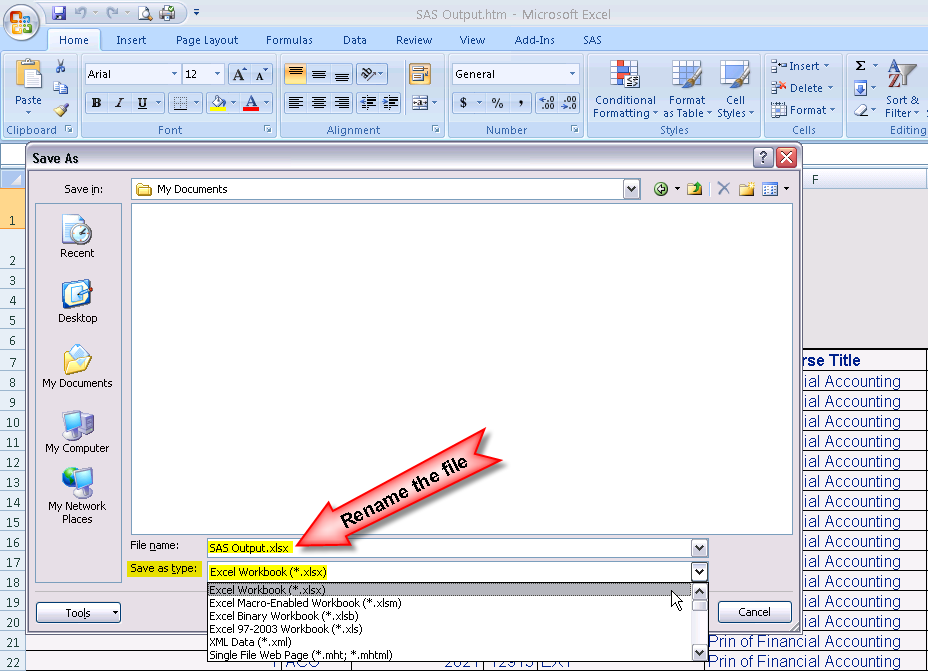 SAS Output.htm - Microsoft Excel
Home Insert Page Layout Formulas Data Review View Add-Ins SAS
Arial 12 General Insert
Paste B I U $ % , Conditional Formatting Format as Table Cell Styles Delete Sort & Filter
Format
Clipboard Font Alignment Number Styles Cells Editing
Save As
Save in: My Documents
F
Recent
Desktop
My Documents
My Computer
My Network Places
1
2
3
4
5
6
7 rse Title
8 ial Accounting
9 ial Accounting
10 ial Accounting
11 ial Accounting
12 ial Accounting
13 ial Accounting
14 ial Accounting
15 ial Accounting
16 ial Accounting
17 ial Accounting
18 ial Accounting
19 ial Accounting
20 ial Accounting
21 Prin of Financial Accounting
22 Prin of Financial Accounting
Rename the file
File name: SAS Output.xlsx
Save as type: Excel Workbook (*.xlsx)
Excel Workbook (*.xlsx)
Excel Macro-Enabled Workbook (*.xlsm)
Excel Binary Workbook (*.xlsb)
Excel 97-2003 Workbook (*.xls)
XML Data (*.xml)
Single File Web Page (*.mht; *.mhtml)
Tools Cancel